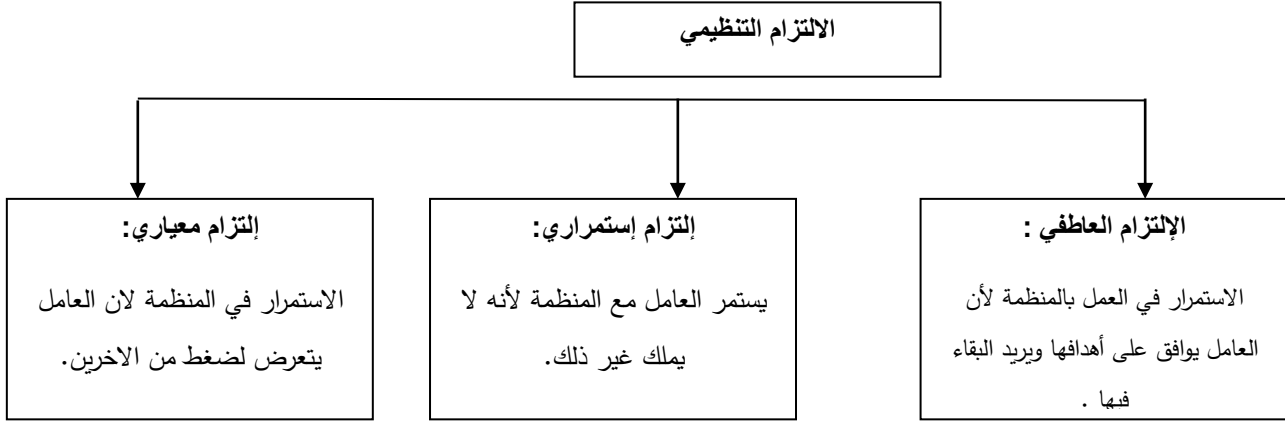 الالتزام التنظيمي
الإلتزام العاطفي :
الاستمرار في العمل بالمنظمة لأن
العامل يوافق على أهدافها ويريد البقاء
فيها .
إلتزام إستمراري:
يستمر العامل مع المنظمة لأنه لا
يملك غير ذلك.
إلتزام معياري:
الاستمرار في المنظمة لان العامل
يتعرض لضغط من الاخرين.